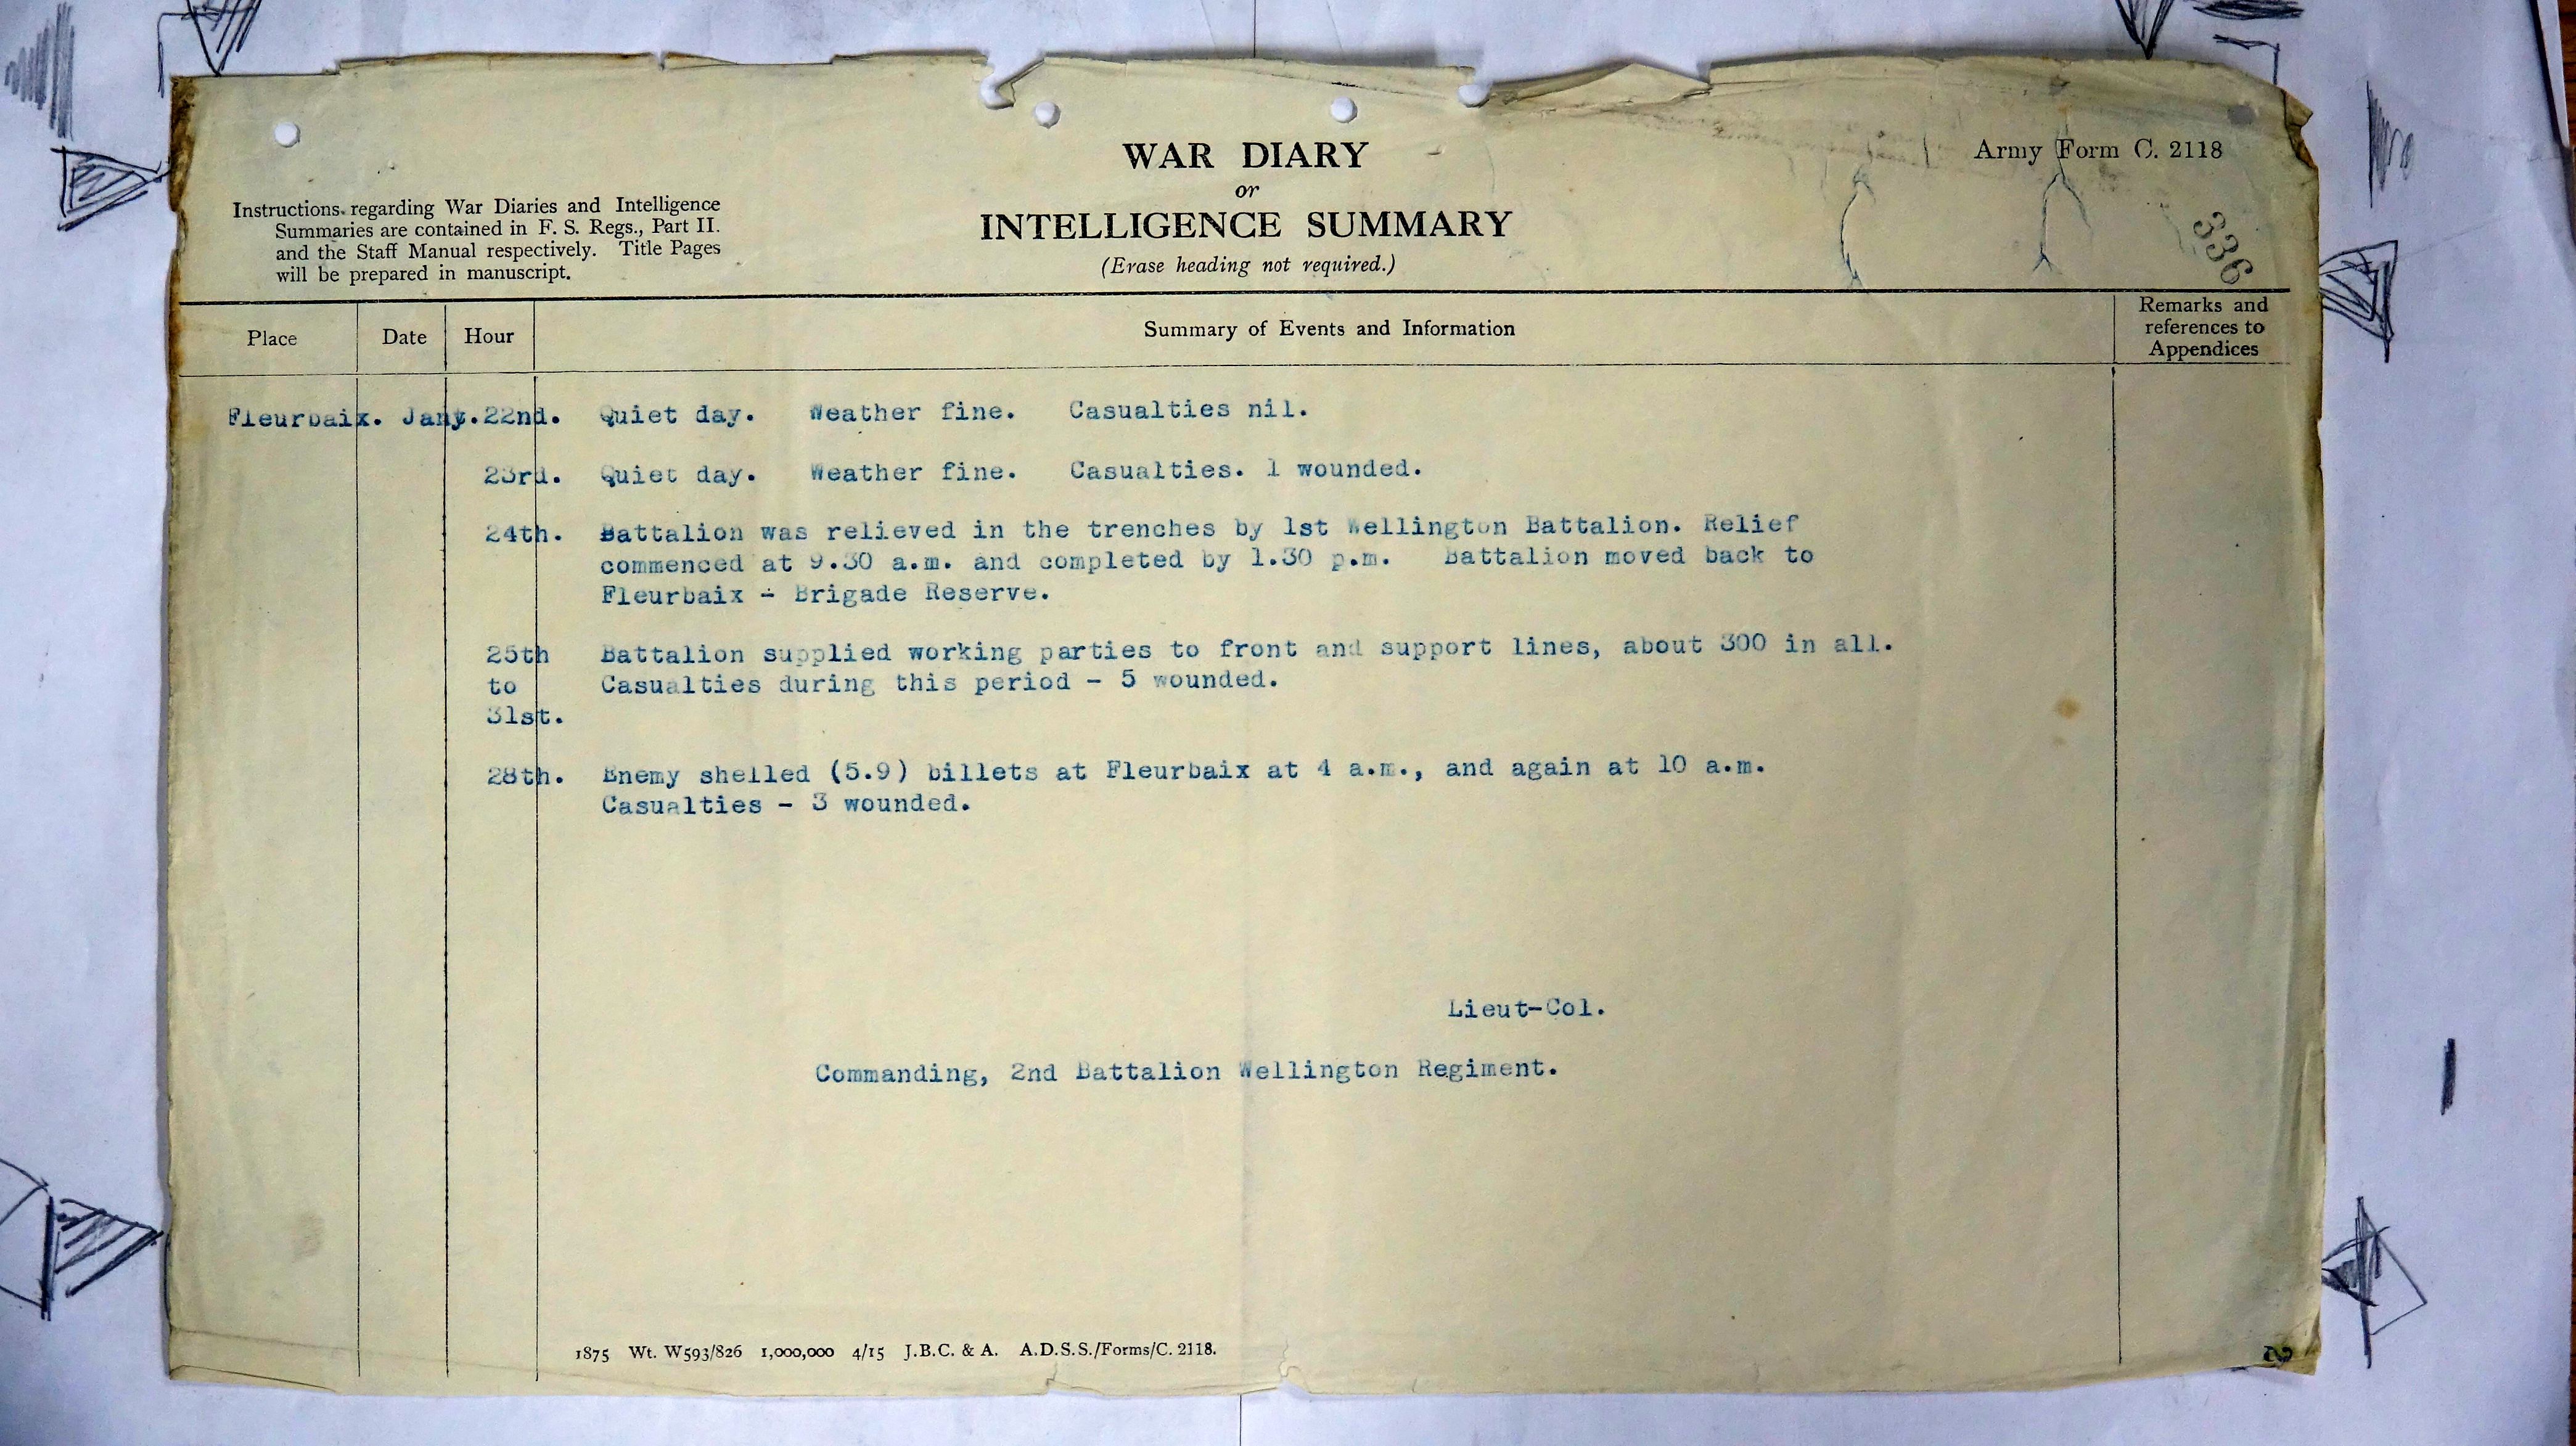 WAR DIARY
or
INTELLIGENCE SUMMARY
(Erase heading not required.)
Army Form C. 2118
336
Instructions regarding War Diaries and Intelligence
Summaries are contained in F. S. Regs., Part II.
and the Staff Manual respectively. Title Pages
will be prepared in manuscript.
Place Date Hour Summary of Events and Information Remarks and references to Appendices
Fleurbaix. Jany. 22nd. Quiet day. Weather fine. Casualties nil.
23rd. Quiet day. Weather fine. Casualties. 1 wounded.
24th. Battalion was relieved in the trenches by 1st Wellington Battalion. Relief
commenced at 9.30 a.m. and completed by 1.30 p.m. Battalion moved back to
Fleurbaix - Brigade Reserve.
25th Battalion supplied working parties to front and support lines, about 300 in all.
to Casualties during this period - 5 wounded.
31st.
28th. Enemy shelled (5.9) billets at Fleurbaix at 4 a.m., and again at 10 a.m.
Casualties - 3 wounded.
Lieut-Col.
Commanding, 2nd Battalion Wellington Regiment.
1875 Wt. W593/826 1,000,000 4/15 J.B.C. & A. A.D.S.S./Forms/C. 2118.